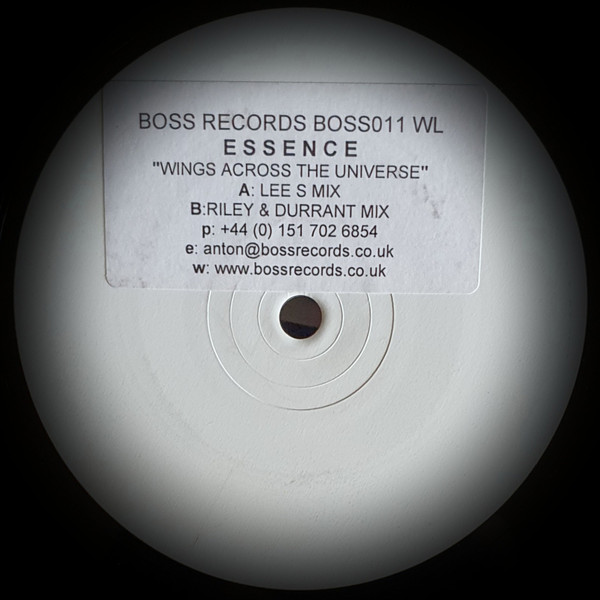 BOSS RECORDS BOSS011 WL
ESSENCE
"WINGS ACROSS THE UNIVERSE"
A: LEE S MIX
B:RILEY & DURRANT MIX
p: +44 (0) 151 702 6854
e: anton@bossrecords.co.uk
w: www.bossrecords.co.uk